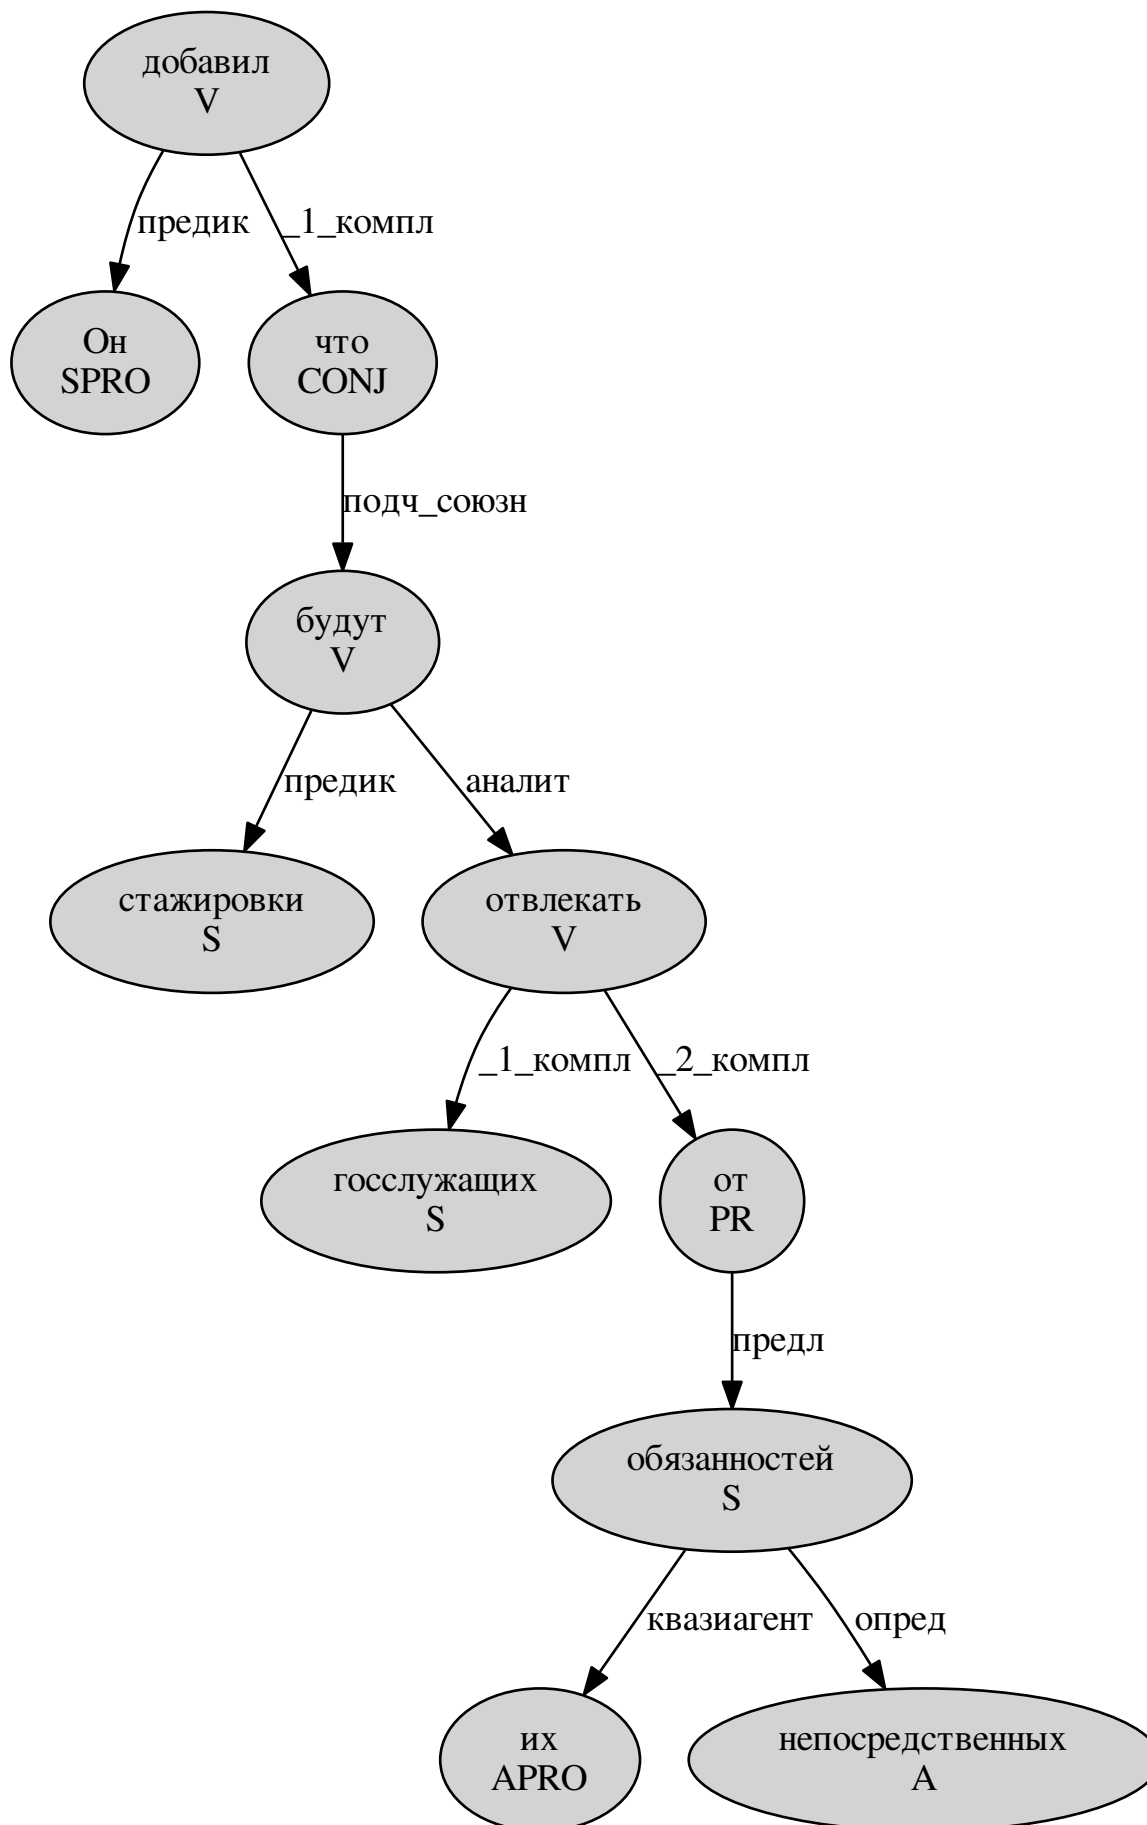 добавил
V
предик
_1_компл
Он
SPRO
что
CONJ
подч_союзн
будут
V
предик
аналит
стажировки
S
отвлекать
V
_1_компл
_2_компл
госслужащих
S
от
PR
предл
обязанностей
S
квазиагент
опред
их
APRO
непосредственных
A